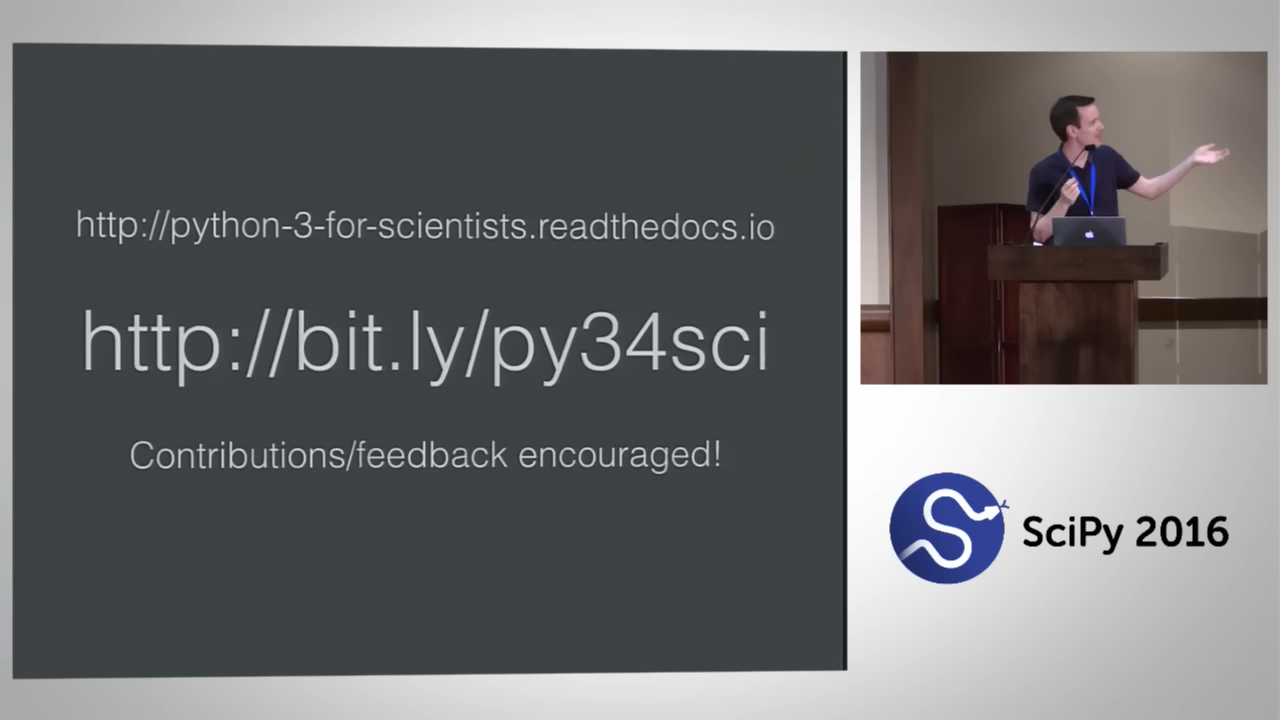 http://python-3-for-scientists.readthedocs.io
http://bit.ly/py34sci
Contributions/feedback encouraged!
SciPy 2016